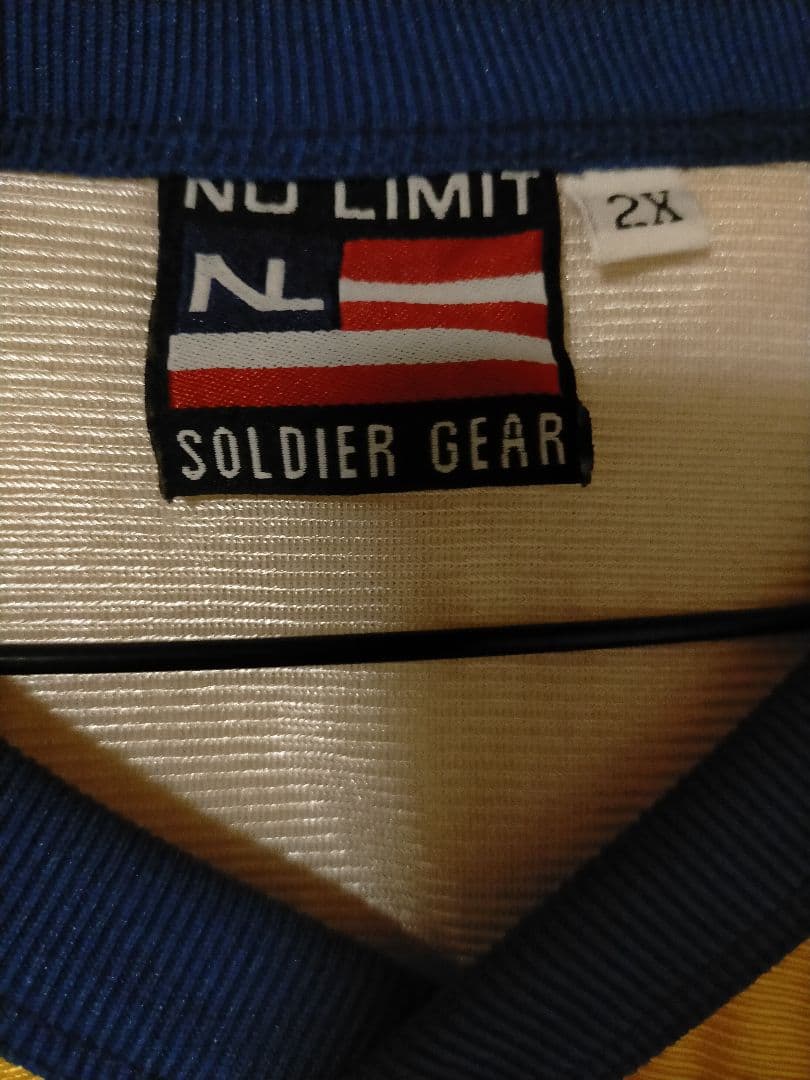 NO LIMIT
2X
NL
SOLDIER GEAR